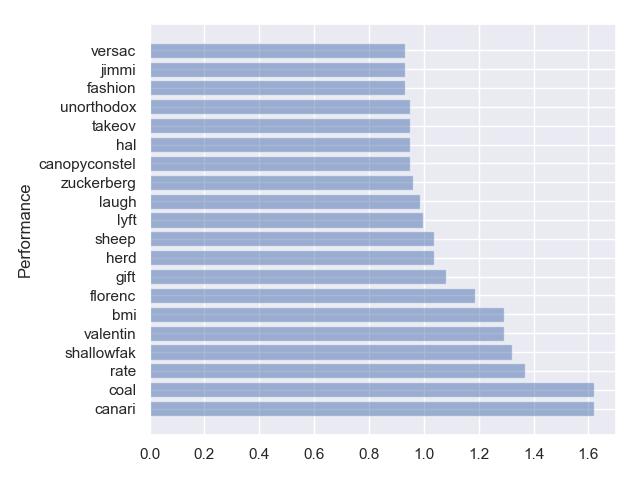 versac
jimmi
fashion
unorthodox
takeov
hal
canopyconstel
zuckerberg
laugh
lyft
sheep
herd
gift
florenc
bmi
valentin
shallowfak
rate
coal
canari
Performance
0.0 0.2 0.4 0.6 0.8 1.0 1.2 1.4 1.6